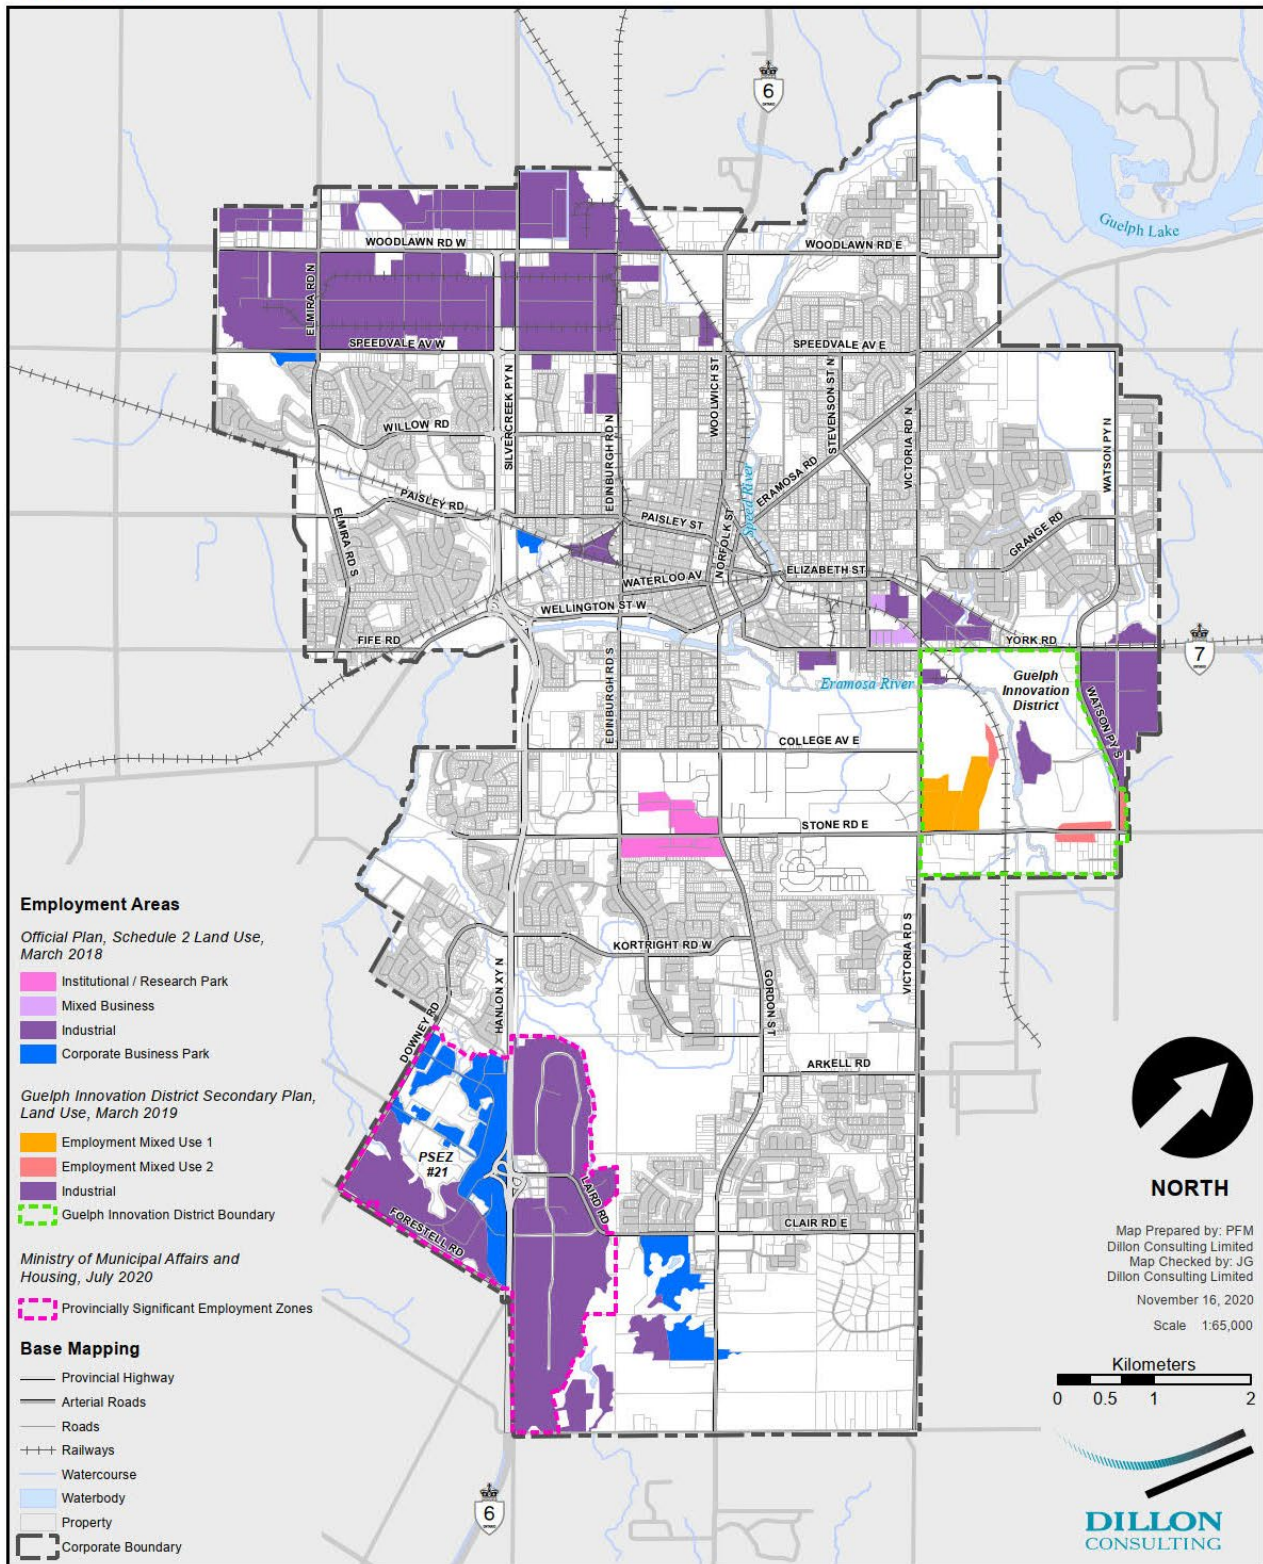 6
Guelph Lake
WOODLAWN RD W
WOODLAWN RD E
ELMIRA RD N
SPEEDVALE AV W
SPEEDVALE AV E
SILVERCREEK PY N
WOOLWICH ST
STEVENSON ST N
VICTORIA RD N
WILLOW RD
EDINBURGH RD N
WATSON PY N
ERAMOSA RD
Speed River
PAISLEY RD
PAISLEY ST
NORFOLK ST
GRANGE RD
ELMIRA RD S
WATERLOO AV
ELIZABETH ST
WELLINGTON ST W
FIFE RD
YORK RD
7
EDINBURGH RD S
Eramosa River
Guelph
Innovation
District
WATSON PY S
COLLEGE AV E
STONE RD E
KORTRIGHT RD W
HANLON XY N
VICTORIA RD S
GORDON ST
DOWNEY RD
ARKELL RD
PSEZ
#21
LAIRD RD
FORESTELL RD
CLAIR RD E
6
Employment Areas
Official Plan, Schedule 2 Land Use,
March 2018
Institutional / Research Park
Mixed Business
Industrial
Corporate Business Park
Guelph Innovation District Secondary Plan,
Land Use, March 2019
Employment Mixed Use 1
Employment Mixed Use 2
Industrial
Guelph Innovation District Boundary
Ministry of Municipal Affairs and
Housing, July 2020
Provincially Significant Employment Zones
Base Mapping
Provincial Highway
Arterial Roads
Roads
Railways
Watercourse
Waterbody
Property
Corporate Boundary
NORTH
Map Prepared by: PFM
Dillon Consulting Limited
Map Checked by: JG
Dillon Consulting Limited
November 16, 2020
Scale 1:65,000
Kilometers
0 0.5 1 2
DILLON
CONSULTING